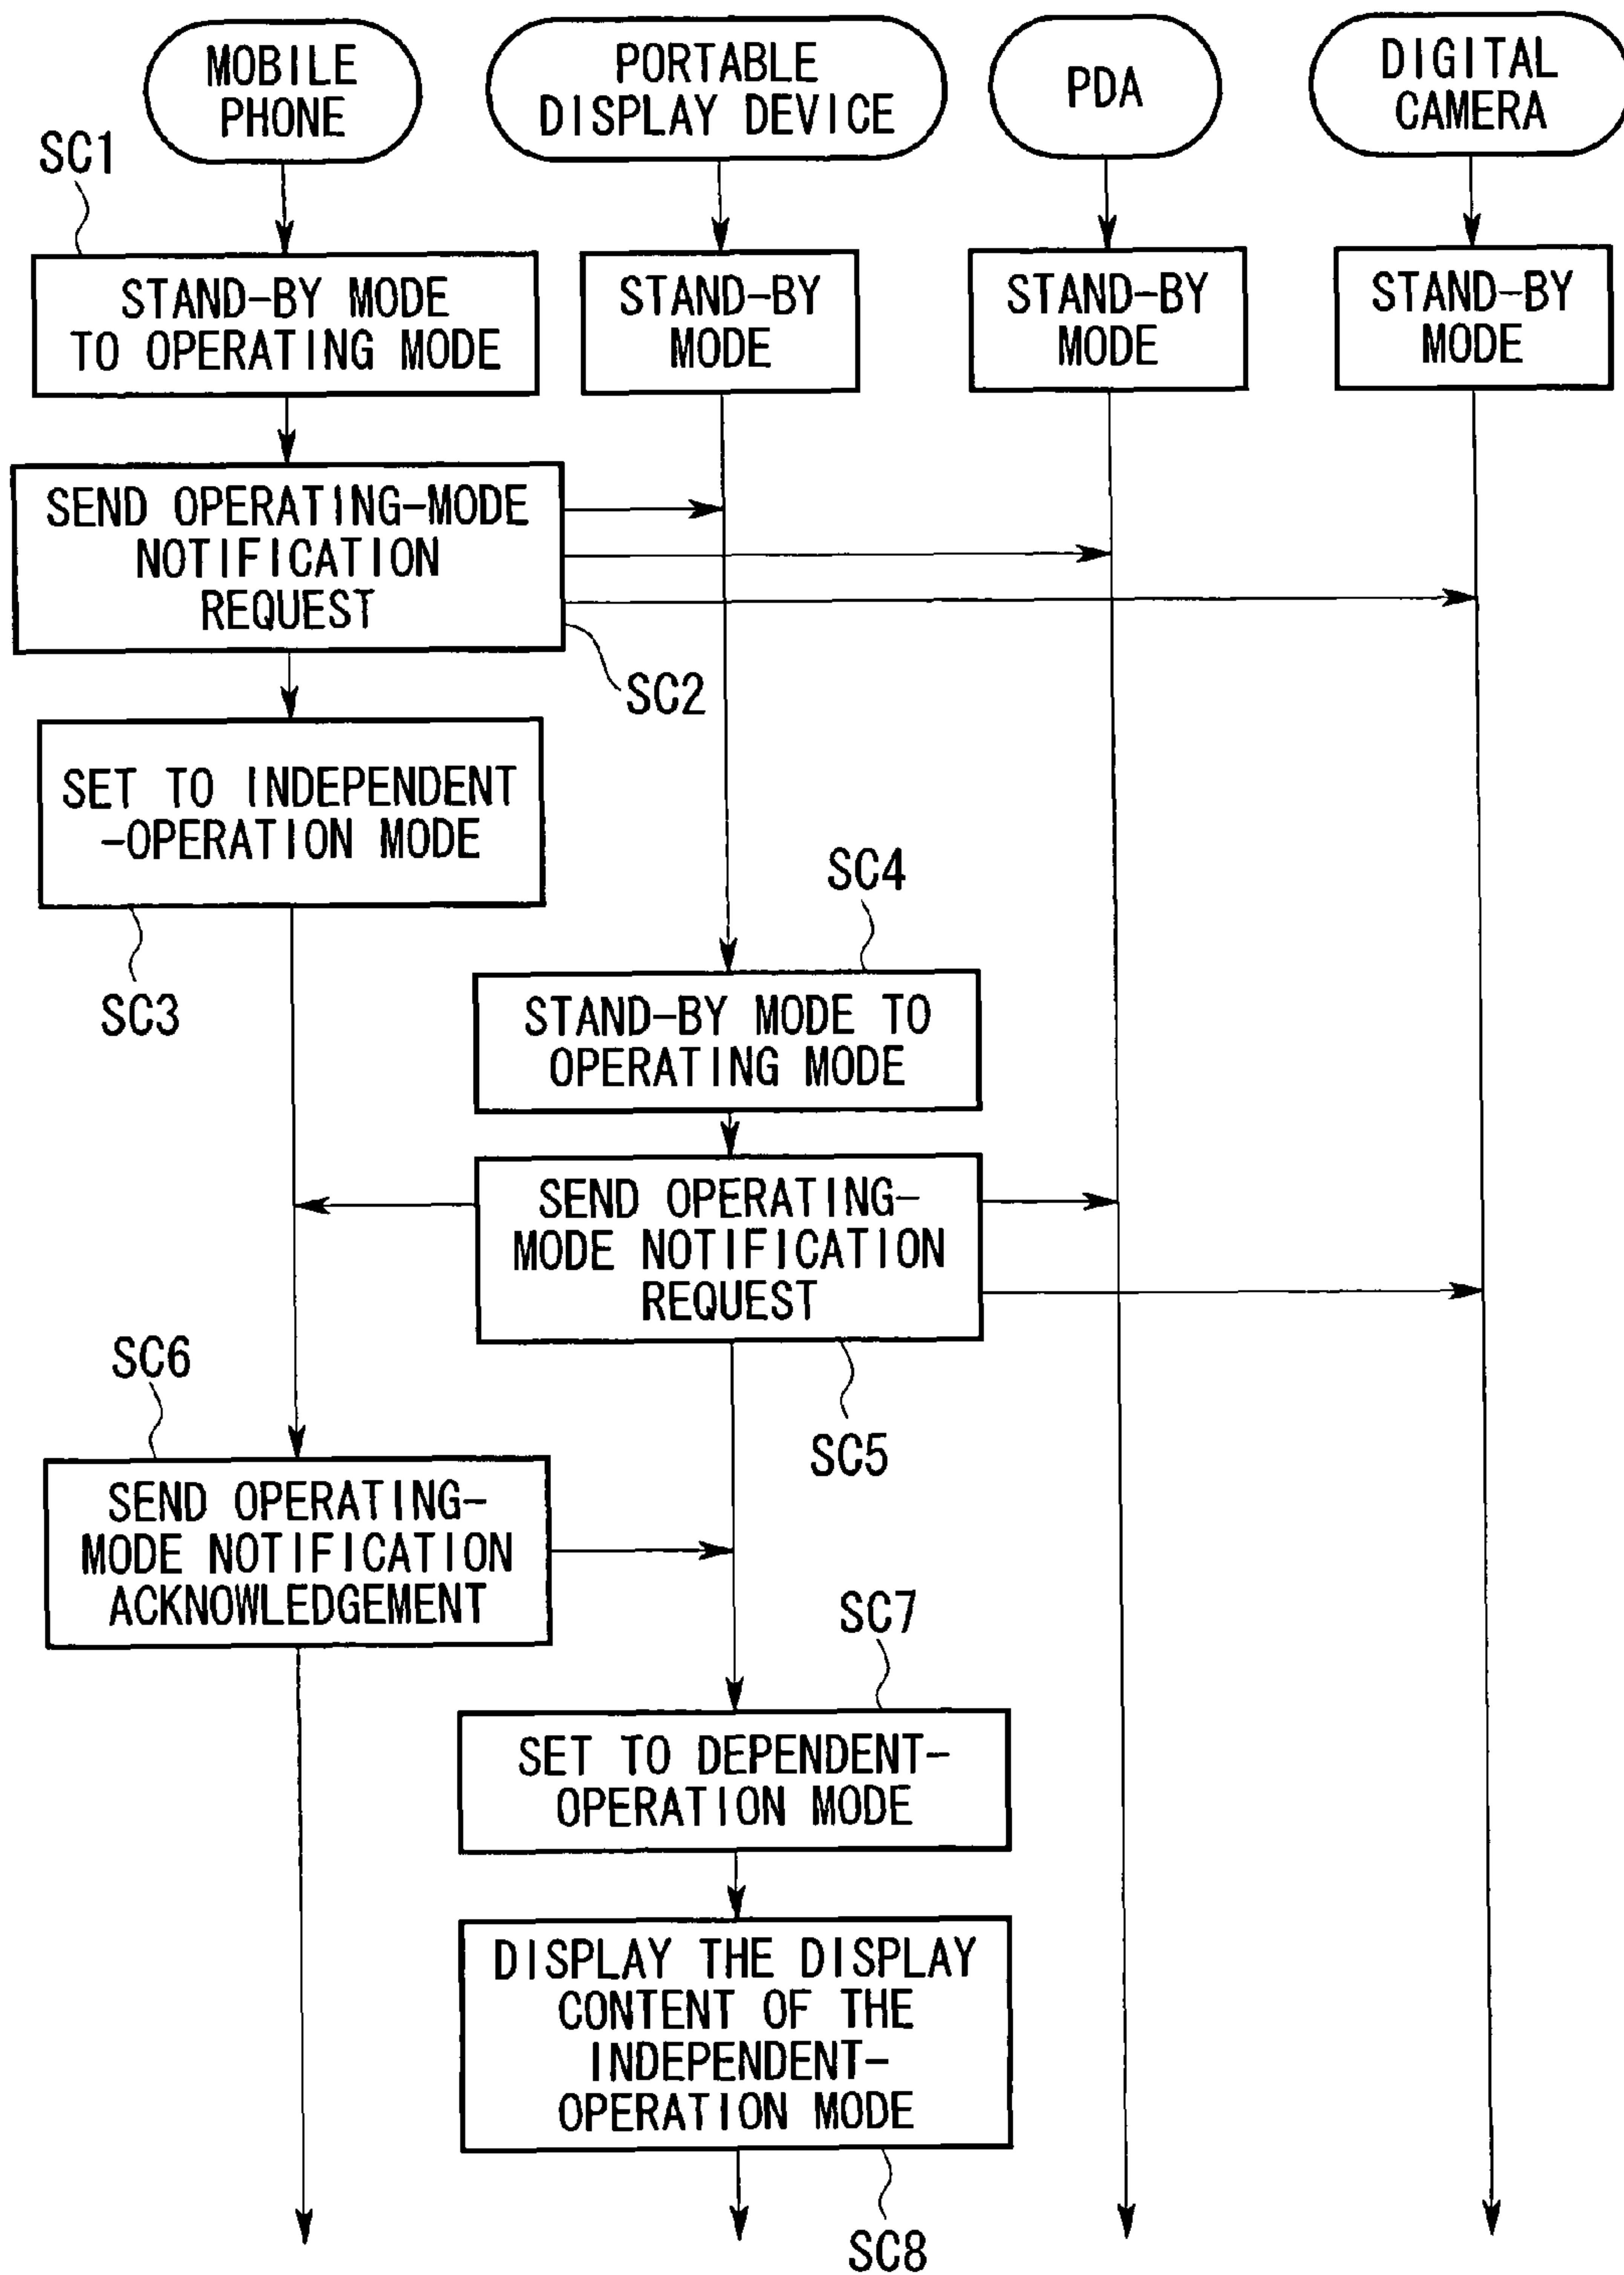 MOBILE
PHONE
PORTABLE
DISPLAY DEVICE
PDA
DIGITAL
CAMERA
SC1
STAND-BY MODE
TO OPERATING MODE
STAND-BY
MODE
STAND-BY
MODE
STAND-BY
MODE
SEND OPERATING-MODE
NOTIFICATION
REQUEST
SC2
SET TO INDEPENDENT
-OPERATION MODE
SC3
SC4
STAND-BY MODE TO
OPERATING MODE
SEND OPERATING-
MODE NOTIFICATION
REQUEST
SC5
SC6
SEND OPERATING-
MODE NOTIFICATION
ACKNOWLEDGEMENT
SC7
SET TO DEPENDENT-
OPERATION MODE
DISPLAY THE DISPLAY
CONTENT OF THE
INDEPENDENT-
OPERATION MODE
SC8